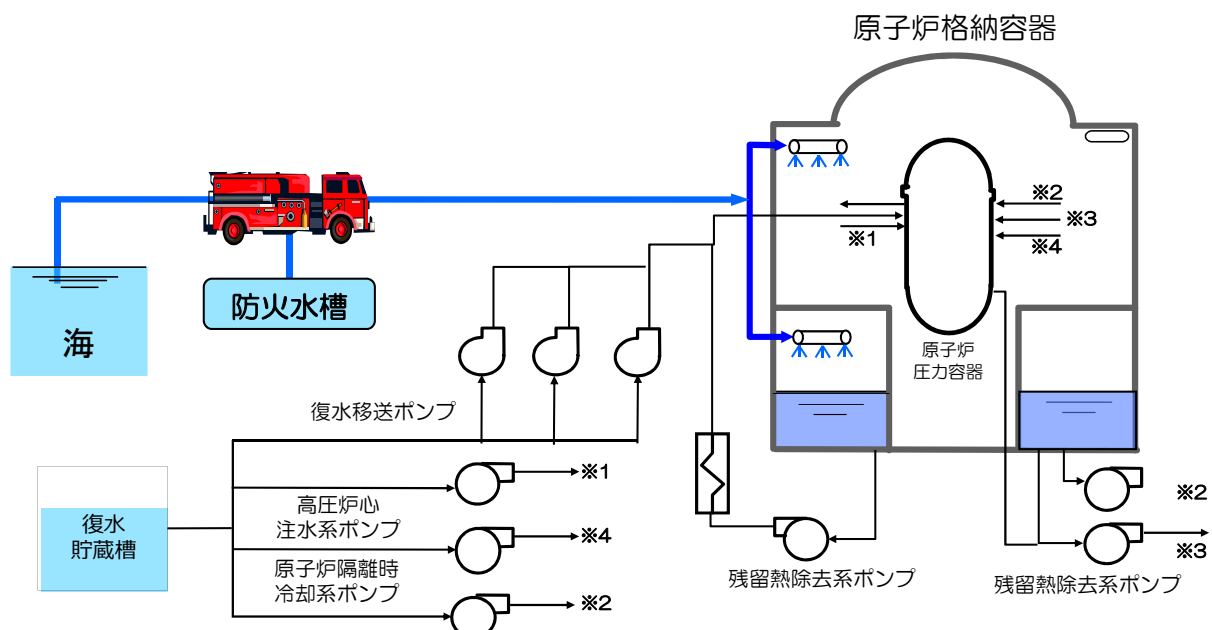 原子炉格納容器
※2
※3
※1
※4
防火水槽
海
原子炉
圧力容器
復水移送ポンプ
※1
高圧炉心
注水系ポンプ
※2
復水
貯蔵槽
※4
※3
原子炉隔離時
冷却系ポンプ
残留熱除去系ポンプ
残留熱除去系ポンプ
※2